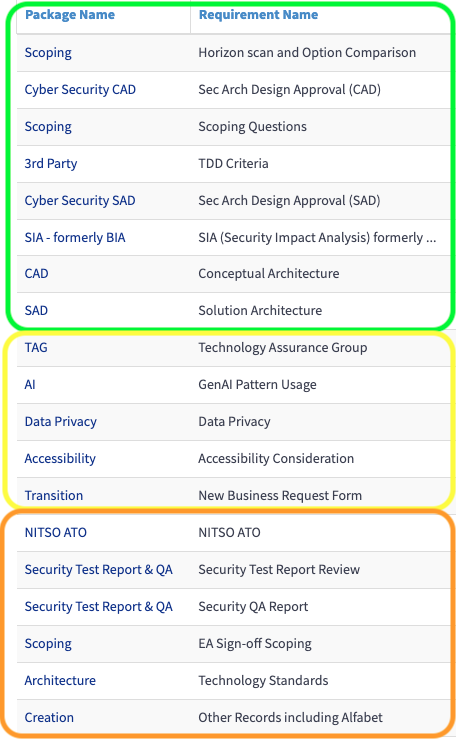 Package Name Requirement Name
Scoping Horizon scan and Option Comparison
Cyber Security CAD Sec Arch Design Approval (CAD)
Scoping Scoping Questions
3rd Party TDD Criteria
Cyber Security SAD Sec Arch Design Approval (SAD)
SIA - formerly BIA SIA (Security Impact Analysis) formerly ...
CAD Conceptual Architecture
SAD Solution Architecture
TAG Technology Assurance Group
AI GenAI Pattern Usage
Data Privacy Data Privacy
Accessibility Accessibility Consideration
Transition New Business Request Form
NITSO ATO NITSO ATO
Security Test Report & QA Security Test Report Review
Security Test Report & QA Security QA Report
Scoping EA Sign-off Scoping
Architecture Technology Standards
Creation Other Records including Alfabet